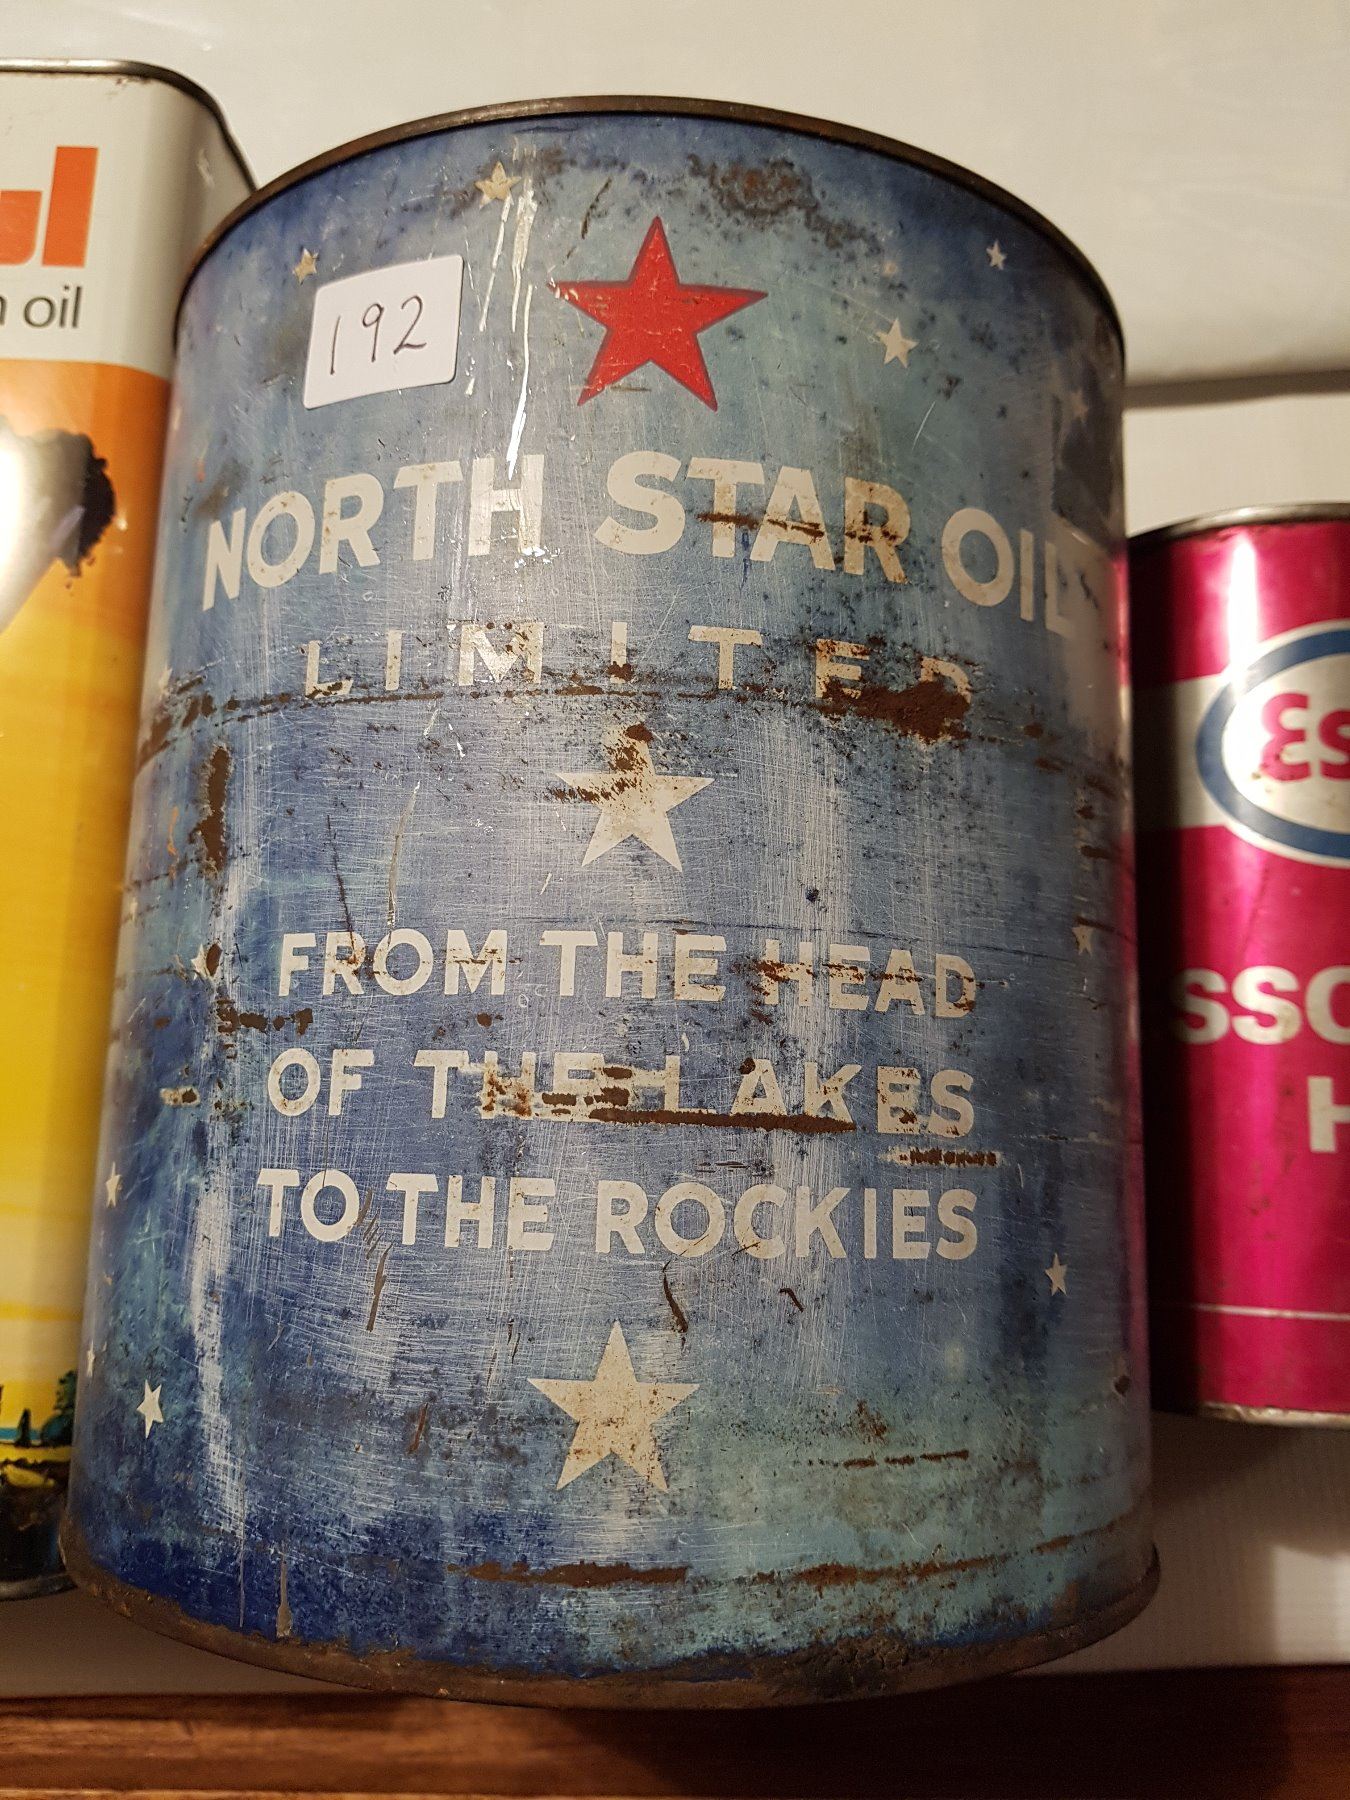 ul
oil
192
NORTH STAR OIL
LIMITED
FROM THE HEAD
OF THE LAKES
TO THE ROCKIES
Es
SSO
H